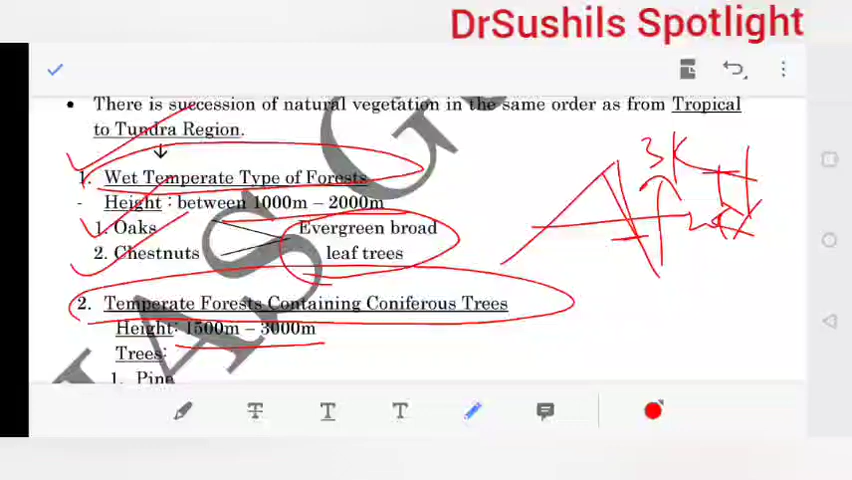 DrSushils Spotlight
• There is succession of natural vegetation in the same order as from Tropical
to Tundra Region.
↓
1. Wet Temperate Type of Forests
- Height : between 1000m – 2000m
1. Oaks
2. Chestnuts
Evergreen broad
leaf trees
2. Temperate Forests Containing Coniferous Trees
Height: 1500m – 3000m
Trees:
1. Pine
3K